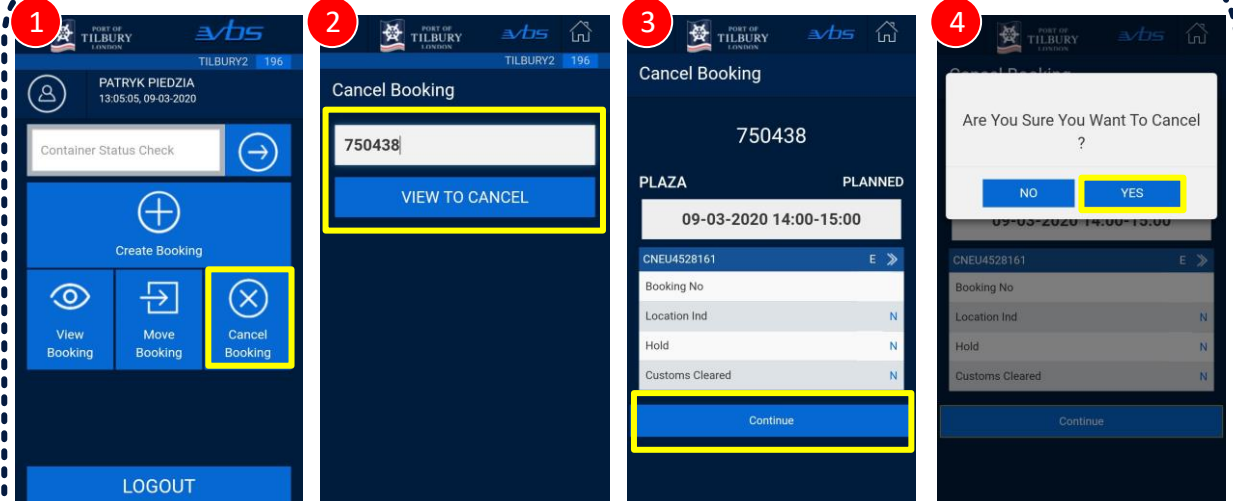 1
PORT OF
TILBURY
LONDON
vbs
TILBURY2 196
PATRYK PIEDZIA
13:05:05, 09-03-2020
Container Status Check
Create Booking
View
Booking
Move
Booking
Cancel
Booking
LOGOUT
2
PORT OF
TILBURY
LONDON
vbs
TILBURY2 196
Cancel Booking
750438
VIEW TO CANCEL
3
PORT OF
TILBURY
LONDON
vbs
Cancel Booking
750438
PLAZA PLANNED
09-03-2020 14:00-15:00
CNEU4528161 E
Booking No
Location Ind N
Hold N
Customs Cleared N
Continue
4
PORT OF
TILBURY
LONDON
vbs
Cancel Booking
Are You Sure You Want To Cancel
?
NO YES
09-03-2020 14:00-15:00
CNEU4528161 E
Booking No
Location Ind N
Hold N
Customs Cleared N
Continue